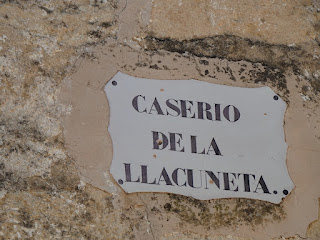 CASERIO
DE LA
LLACUNETA.